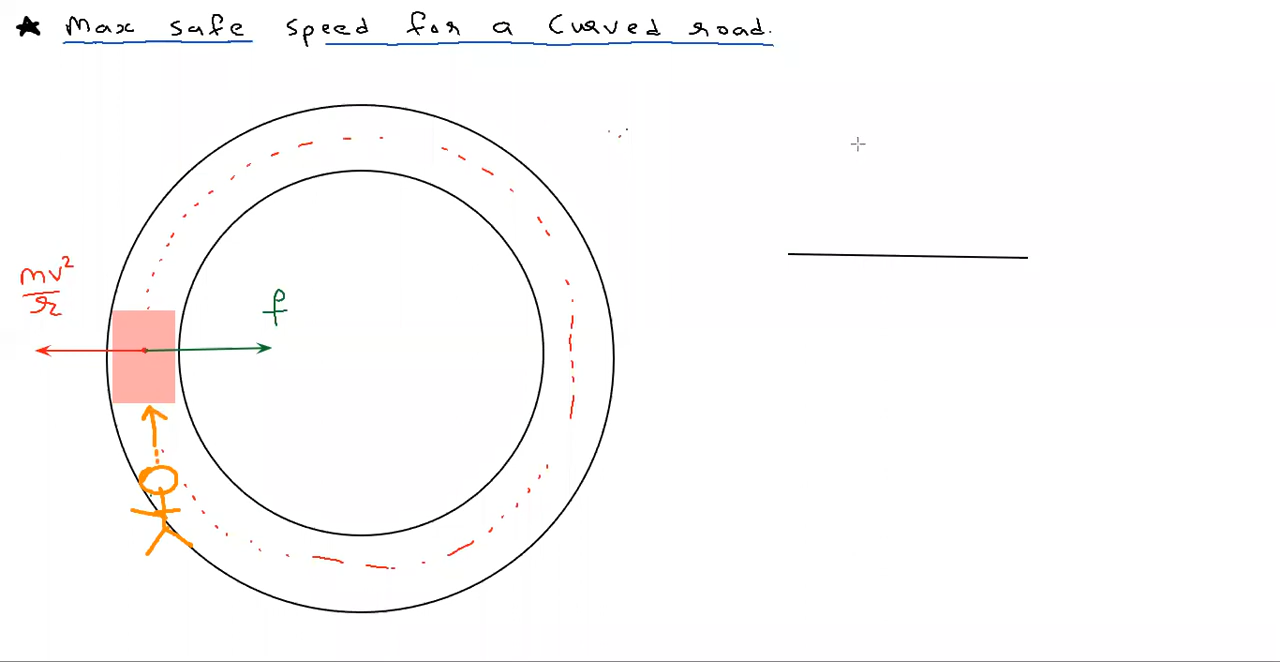 ★ Max safe speed for a Curved road.
f
mv²
r